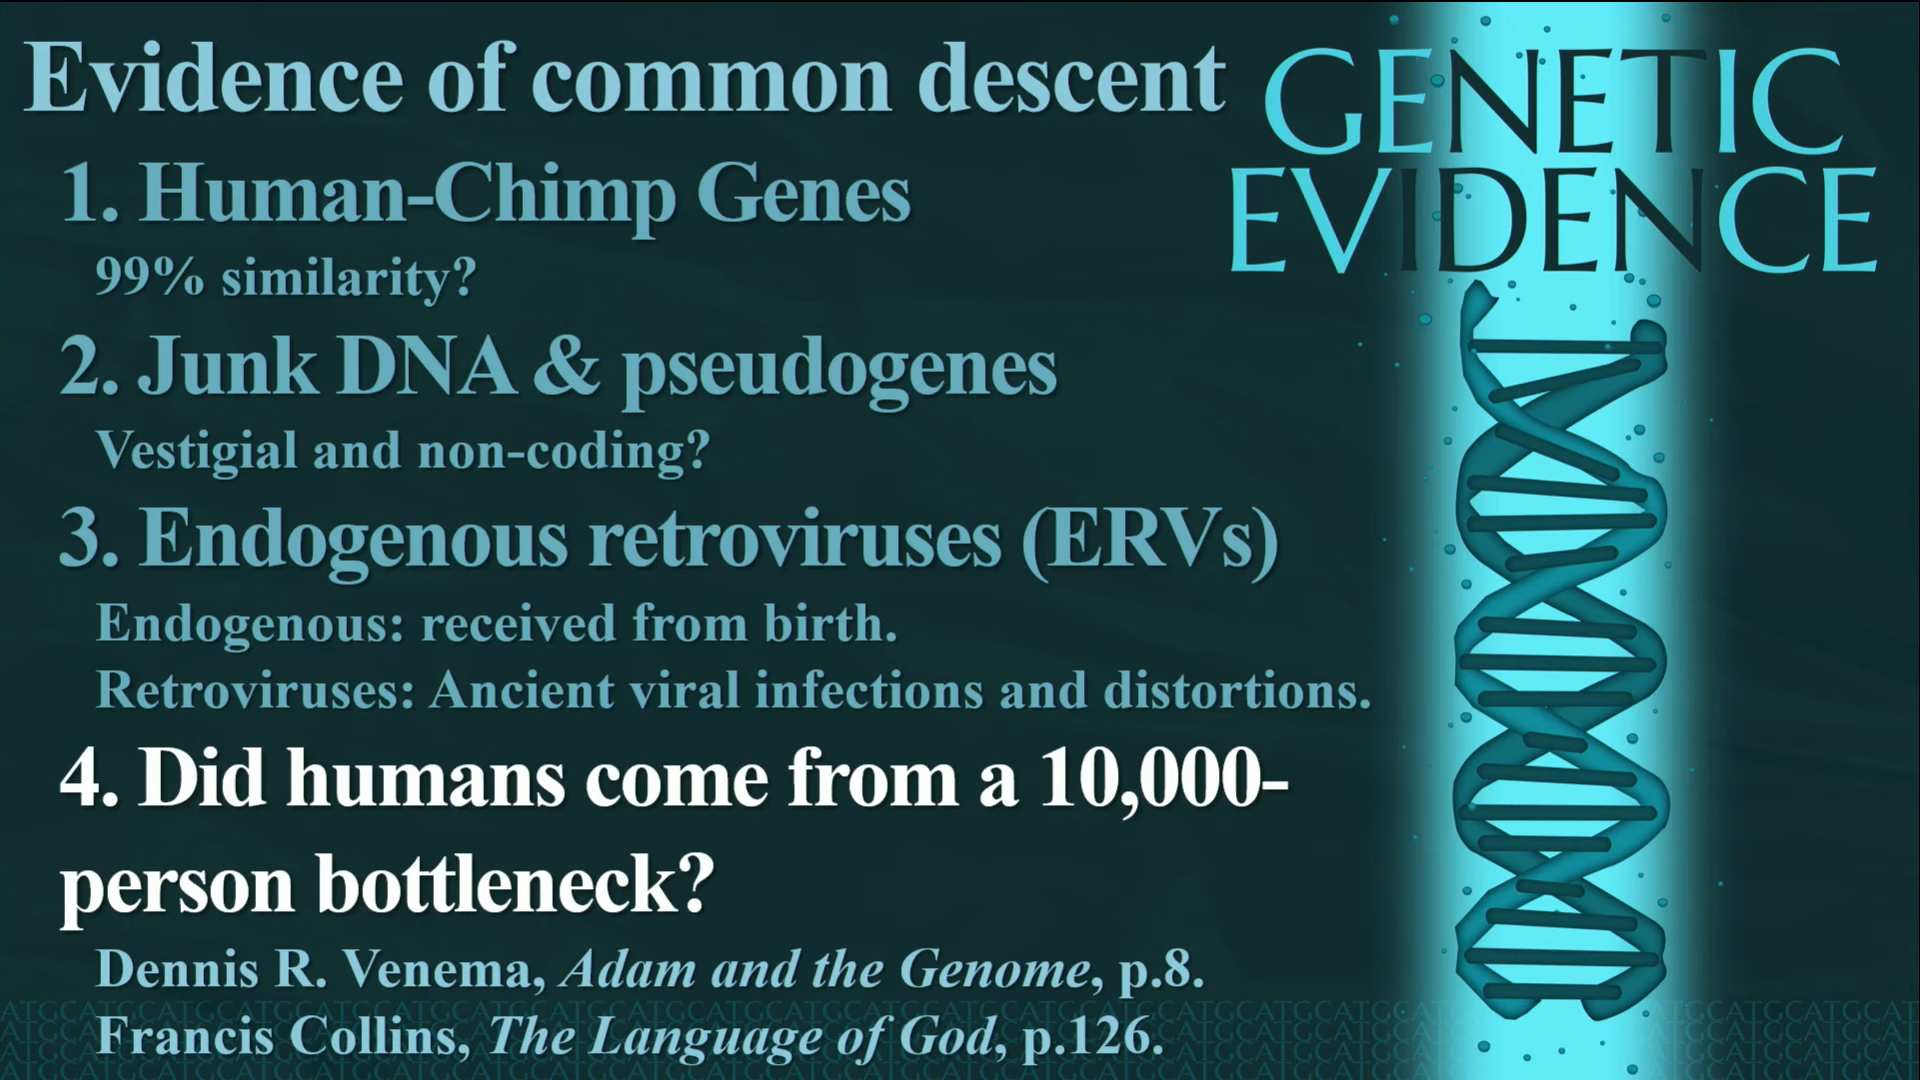 Evidence of common descent
GENETIC
EVIDENCE
1. Human-Chimp Genes
99% similarity?
2. Junk DNA & pseudogenes
Vestigial and non-coding?
3. Endogenous retroviruses (ERVs)
Endogenous: received from birth.
Retroviruses: Ancient viral infections and distortions.
4. Did humans come from a 10,000-
person bottleneck?
Dennis R. Venema, Adam and the Genome, p.8.
Francis Collins, The Language of God, p.126.